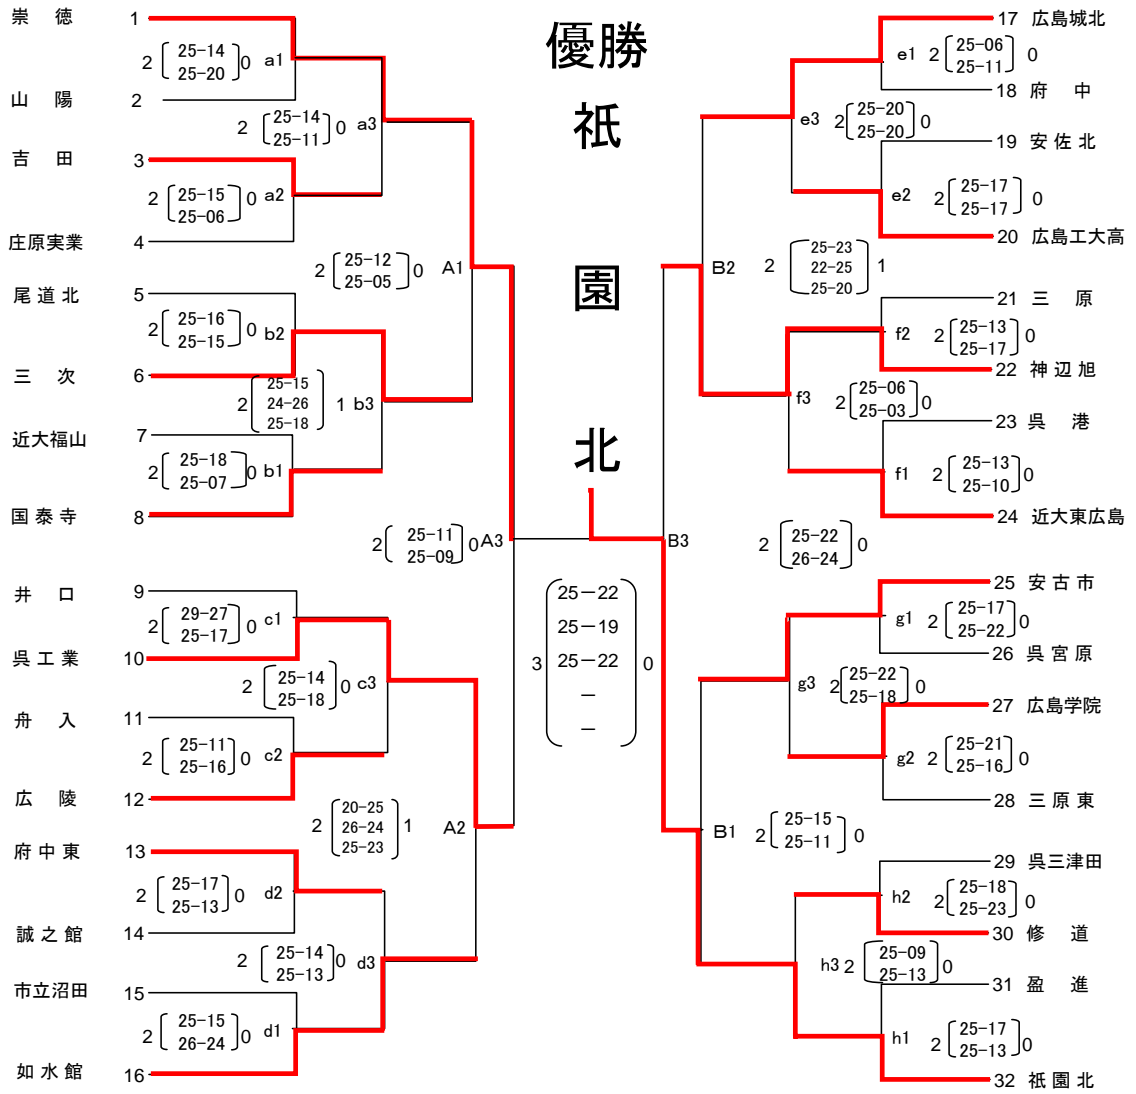 優勝
祇
園
北
崇 徳 1
2 25-14 0 a1
25-20
山 陽 2
2 25-14 0 a3
25-11
吉 田 3
2 25-15 0 a2
25-06
庄原実業 4
2 25-12 0 A1
25-05
尾道北 5
2 25-16 0 b2
25-15
三 次 6
25-15
2 24-26 1 b3
25-18
近大福山 7
2 25-18 0 b1
25-07
国泰寺 8
2 25-11 0 A3
25-09
井 口 9
2 29-27 0 c1
25-17
呉工業 10
2 25-14 0 c3
25-18
舟 入 11
2 25-11 0 c2
25-16
広 陵 12
20-25
2 26-24 1 A2
25-23
府中東 13
2 25-17 0 d2
25-13
誠之館 14
2 25-14 0 d3
25-13
市立沼田 15
2 25-15 0 d1
26-24
如水館 16
25-22
25-19
3 25-22 0
-
-
17 広島城北
e1 2 25-06 0
25-11
18 府 中
e3 2 25-20 0
25-20
19 安佐北
e2 2 25-17 0
25-17
20 広島工大高
25-23
B2 2 22-25 1
25-20
21 三 原
f2 2 25-13 0
25-17
22 神辺旭
f3 2 25-06 0
25-03
23 呉 港
f1 2 25-13 0
25-10
24 近大東広島
B3 2 25-22 0
26-24
25 安古市
g1 2 25-17 0
25-22
26 呉宮原
g3 2 25-22 0
25-18
27 広島学院
g2 2 25-21 0
25-16
28 三原東
B1 2 25-15 0
25-11
29 呉三津田
h2 2 25-18 0
25-23
30 修 道
h3 2 25-09 0
25-13
31 盈 進
h1 2 25-17 0
25-13
32 祇園北